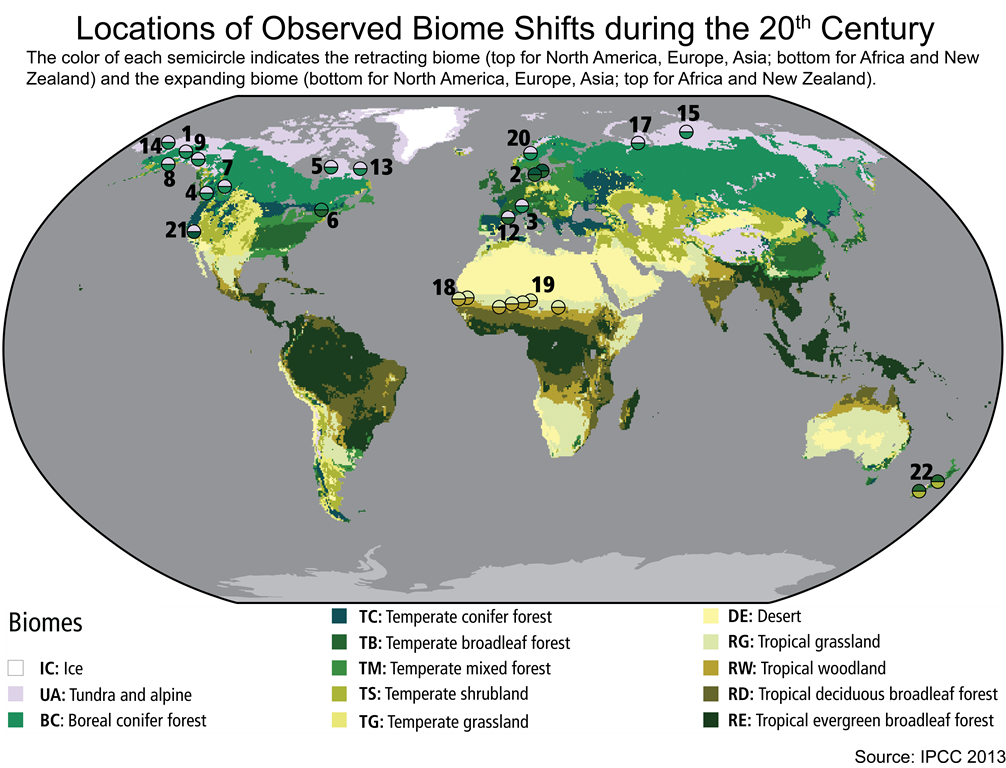 Locations of Observed Biome Shifts during the 20th Century
The color of each semicircle indicates the retracting biome (top for North America, Europe, Asia; bottom for Africa and New
Zealand) and the expanding biome (bottom for North America, Europe, Asia; top for Africa and New Zealand).
15
17
1
14
9
20
8
7
5
13
2
4
6
3
21
12
18
19
22
Biomes
IC: Ice
UA: Tundra and alpine
BC: Boreal conifer forest
TC: Temperate conifer forest
TB: Temperate broadleaf forest
TM: Temperate mixed forest
TS: Temperate shrubland
TG: Temperate grassland
DE: Desert
RG: Tropical grassland
RW: Tropical woodland
RD: Tropical deciduous broadleaf forest
RE: Tropical evergreen broadleaf forest
Source: IPCC 2013